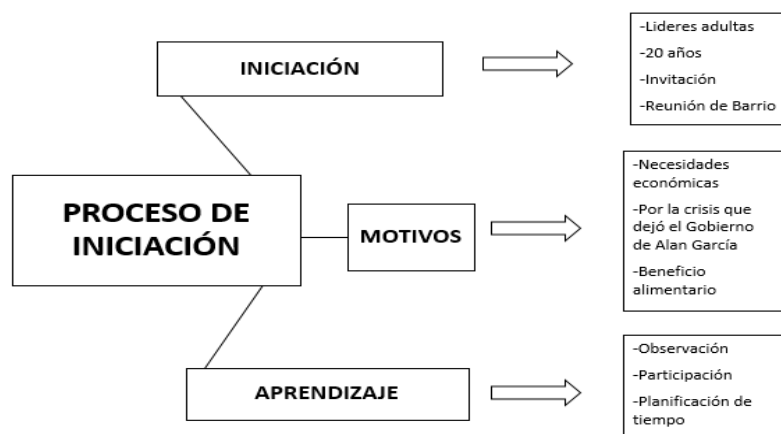 INICIACIÓN
-Lideres adultas
-20 años
-Invitación
-Reunión de Barrio
PROCESO DE
INICIACIÓN
MOTIVOS
-Necesidades
económicas
-Por la crisis que
dejó el Gobierno
de Alan García
-Beneficio
alimentario
APRENDIZAJE
-Observación
-Participación
-Planificación de
tiempo